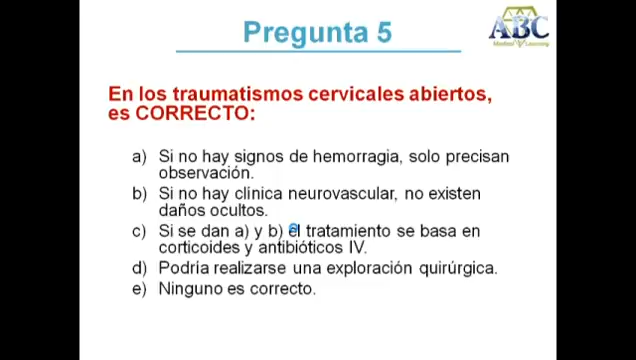 Pregunta 5
ABC
Medical Learning
En los traumatismos cervicales abiertos,
es CORRECTO:
a) Si no hay signos de hemorragia, solo precisan
observación.
b) Si no hay clínica neurovascular, no existen
daños ocultos.
c) Si se dan a) y b) el tratamiento se basa en
corticoides y antibióticos IV.
d) Podría realizarse una exploración quirúrgica.
e) Ninguno es correcto.